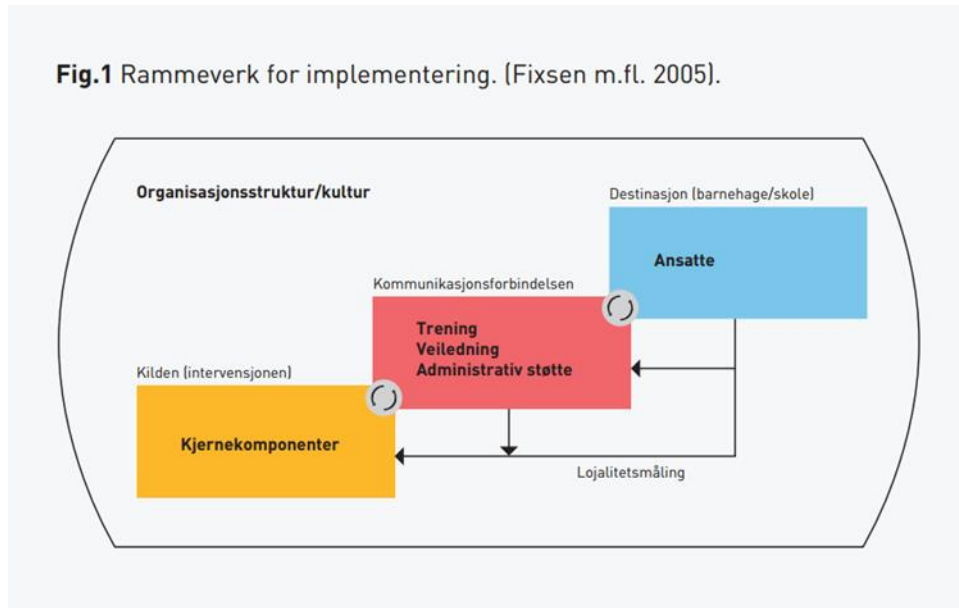 Fig.1 Rammeverk for implementering. (Fixsen m.fl. 2005).
Organisasjonsstruktur/kultur
Destinasjon (barnehage/skole)
Ansatte
Kommunikasjonsforbindelsen
Trening
Veiledning
Administrativ støtte
Kilden (intervensjonen)
Kjernekomponenter
Lojalitetsmåling